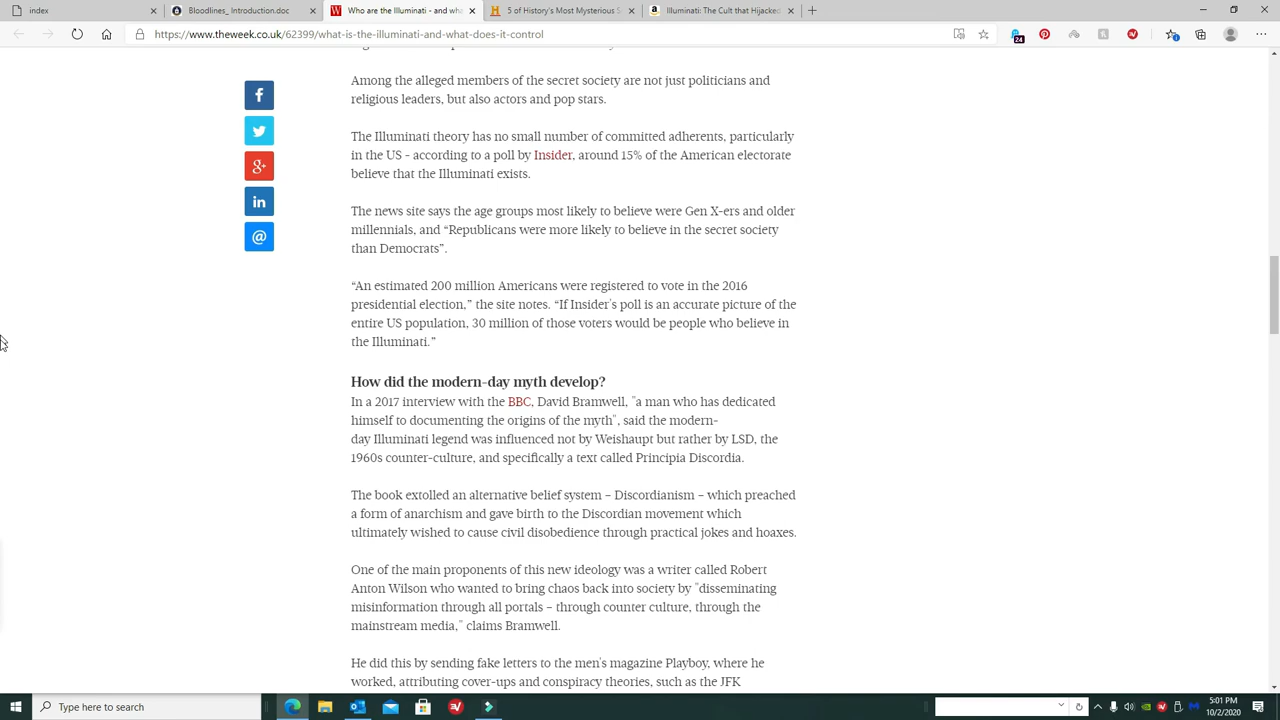 index
Bloodlines_Introduction.doc
Who are the Illuminati - and wha
5 of History's Most Mysterious S
Illuminati: The Cult that Hijacked
https://www.theweek.co.uk/62399/what-is-the-illuminati-and-what-does-it-control
24
Among the alleged members of the secret society are not just politicians and
religious leaders, but also actors and pop stars.
The Illuminati theory has no small number of committed adherents, particularly
in the US - according to a poll by Insider, around 15% of the American electorate
believe that the Illuminati exists.
The news site says the age groups most likely to believe were Gen X-ers and older
millennials, and “Republicans were more likely to believe in the secret society
than Democrats”.
“An estimated 200 million Americans were registered to vote in the 2016
presidential election,” the site notes. “If Insider's poll is an accurate picture of the
entire US population, 30 million of those voters would be people who believe in
the Illuminati.”
How did the modern-day myth develop?
In a 2017 interview with the BBC, David Bramwell, "a man who has dedicated
himself to documenting the origins of the myth", said the modern-
day Illuminati legend was influenced not by Weishaupt but rather by LSD, the
1960s counter-culture, and specifically a text called Principia Discordia.
The book extolled an alternative belief system – Discordianism – which preached
a form of anarchism and gave birth to the Discordian movement which
ultimately wished to cause civil disobedience through practical jokes and hoaxes.
One of the main proponents of this new ideology was a writer called Robert
Anton Wilson who wanted to bring chaos back into society by "disseminating
misinformation through all portals – through counter culture, through the
mainstream media," claims Bramwell.
He did this by sending fake letters to the men's magazine Playboy, where he
worked, attributing cover-ups and conspiracy theories, such as the JFK
Type here to search
5:01 PM
10/2/2020